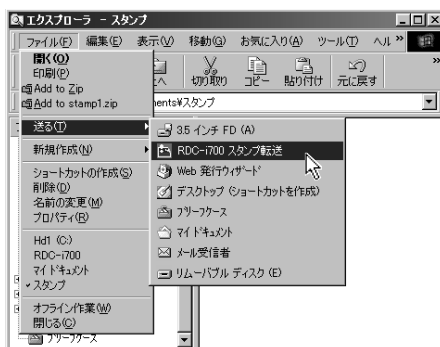 エクスプローラ - スタンプ
ファイル(F) 編集(E) 表示(V) 移動(G) お気に入り(A) ツール(T) ヘル »
開く(O)
印刷(P)
Add to Zip
Add to stamp1.zip
切り取り コピー 貼り付け 元に戻す »
ments¥スタンプ
送る(T)
新規作成(N)
ショートカットの作成(S)
削除(D)
名前の変更(M)
プロパティ(R)
Hd1 (C:)
RDC-i700
マイ ドキュメント
スタンプ
オフライン作業(W)
閉じる(C)
3.5 インチ FD (A)
RDC-i700 スタンプ転送
Web 発行ウィザード
デスクトップ (ショートカットを作成)
ブリーフケース
マイ ドキュメント
メール受信者
リムーバブル ディスク (E)
ブリーフケース